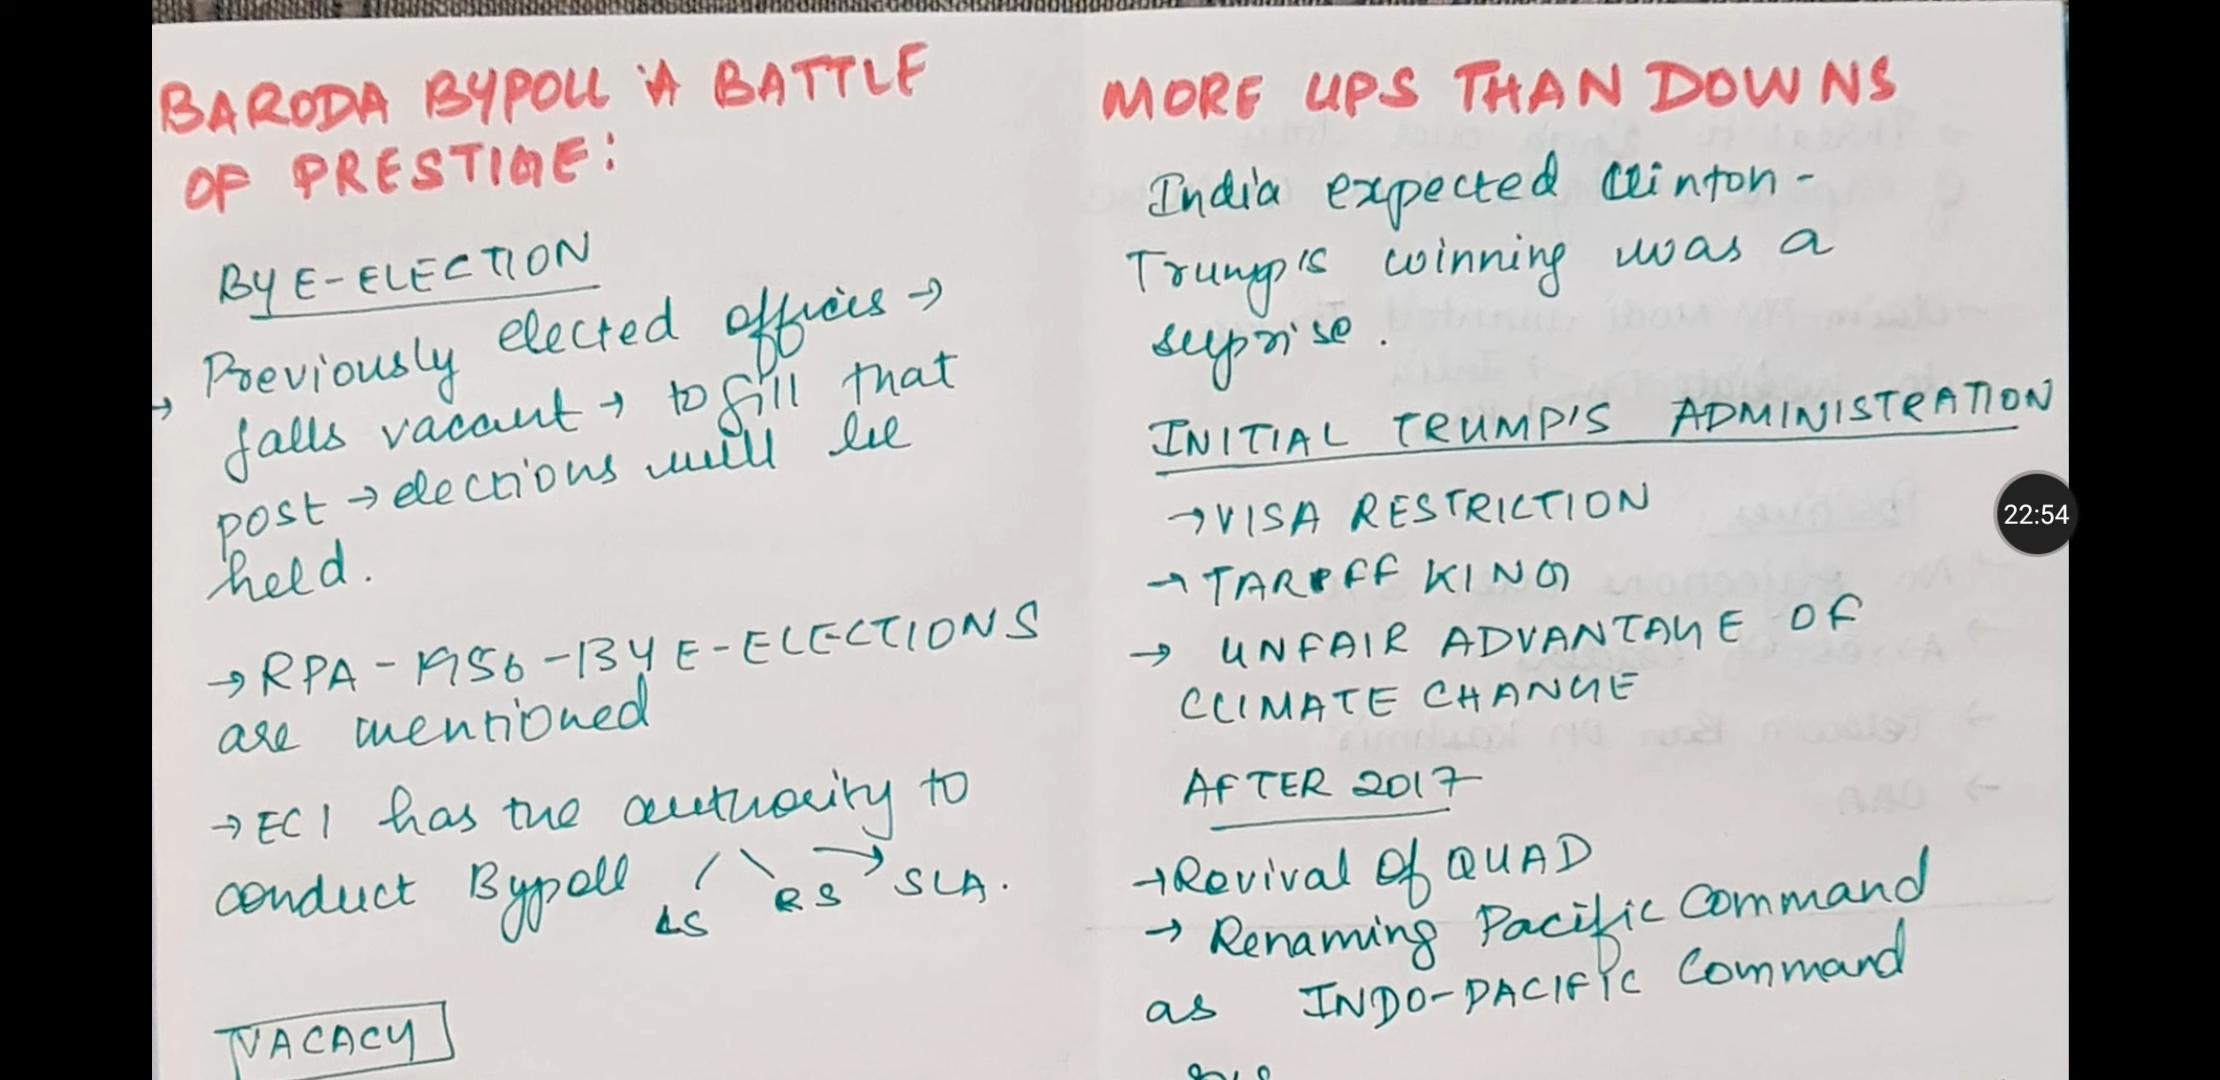 BARODA BYPOLL A BATTLE
OF PRESTIGE:
BYE-ELECTION
→ Previously elected offices →
falls vacant → to fill that
post → elections will be
held.
→ RPA - 1956 - BYE-ELECTIONS
are mentioned
→ ECI has the authority to
conduct Bypoll LS RS → SLA.
VACACY
MORE UPS THAN DOWNS
India expected Clinton -
Trump's winning was a
surprise.
INITIAL TRUMP'S ADMINISTRATION
→ VISA RESTRICTION
→ TARIFF KING
→ UNFAIR ADVANTAGE OF
CLIMATE CHANGE
AFTER 2017
→ Revival of QUAD
→ Renaming Pacific Command
as INDO-PACIFIC Command
22:54